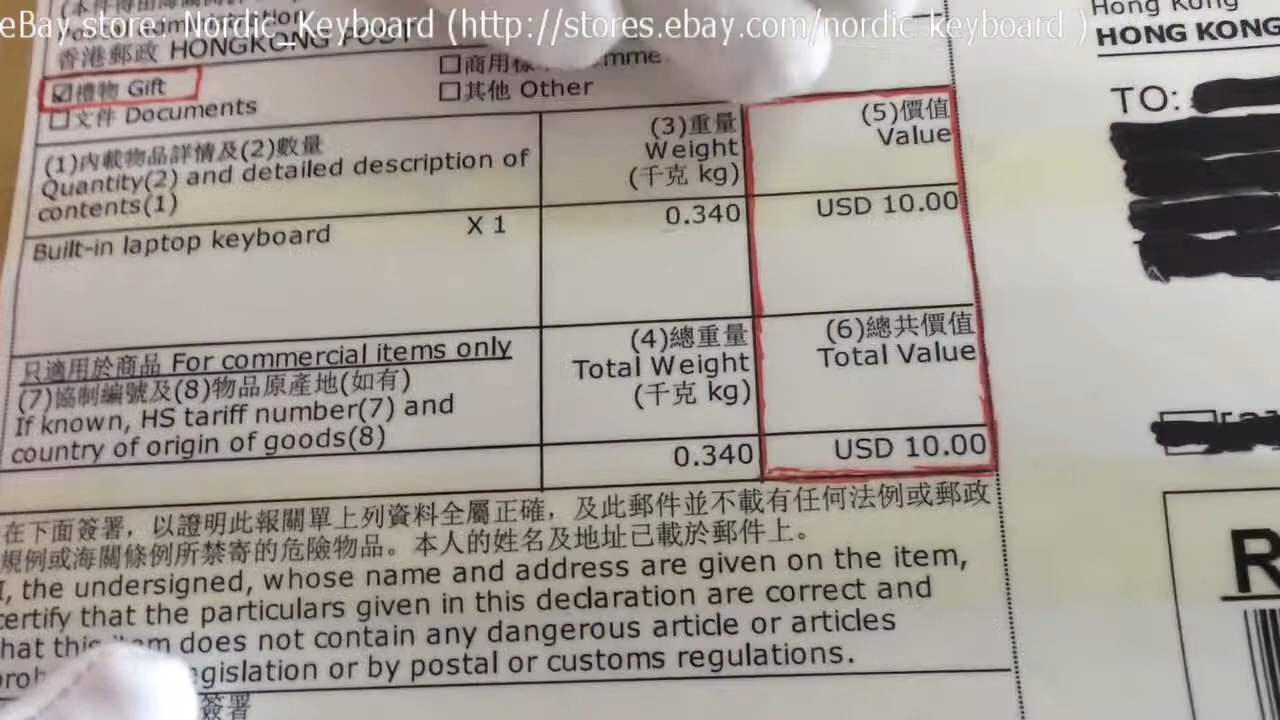 eBay store: Nordic_Keyboard (http://stores.ebay.com/nordic_keyboard )
香港郵政 HONGKONG POST
☑禮物 Gift
□商用
□文件 Documents
□其他 Other
(1)內載物品詳情及(2)數量
Quantity(2) and detailed description of
contents(1)
(3)重量
Weight
(千克 kg)
(5)價值
Value
Built-in laptop keyboard X 1
0.340
USD 10.00
只適用於商品 For commercial items only
(7)協制編號及(8)物品原產地(如有)
If known, HS tariff number(7) and
country of origin of goods(8)
(4)總重量
Total Weight
(千克 kg)
(6)總共價值
Total Value
0.340
USD 10.00
在下面簽署，以證明此報關單上列資料全屬正確，及此郵件並不載有任何法例或郵政
規例或海關條例所禁寄的危險物品。本人的姓名及地址已載於郵件上。
I, the undersigned, whose name and address are given on the item,
certify that the particulars given in this declaration are correct and
that this item does not contain any dangerous article or articles
legislation or by postal or customs regulations.
簽署
Hong Kong
HONG KONG
TO:
R